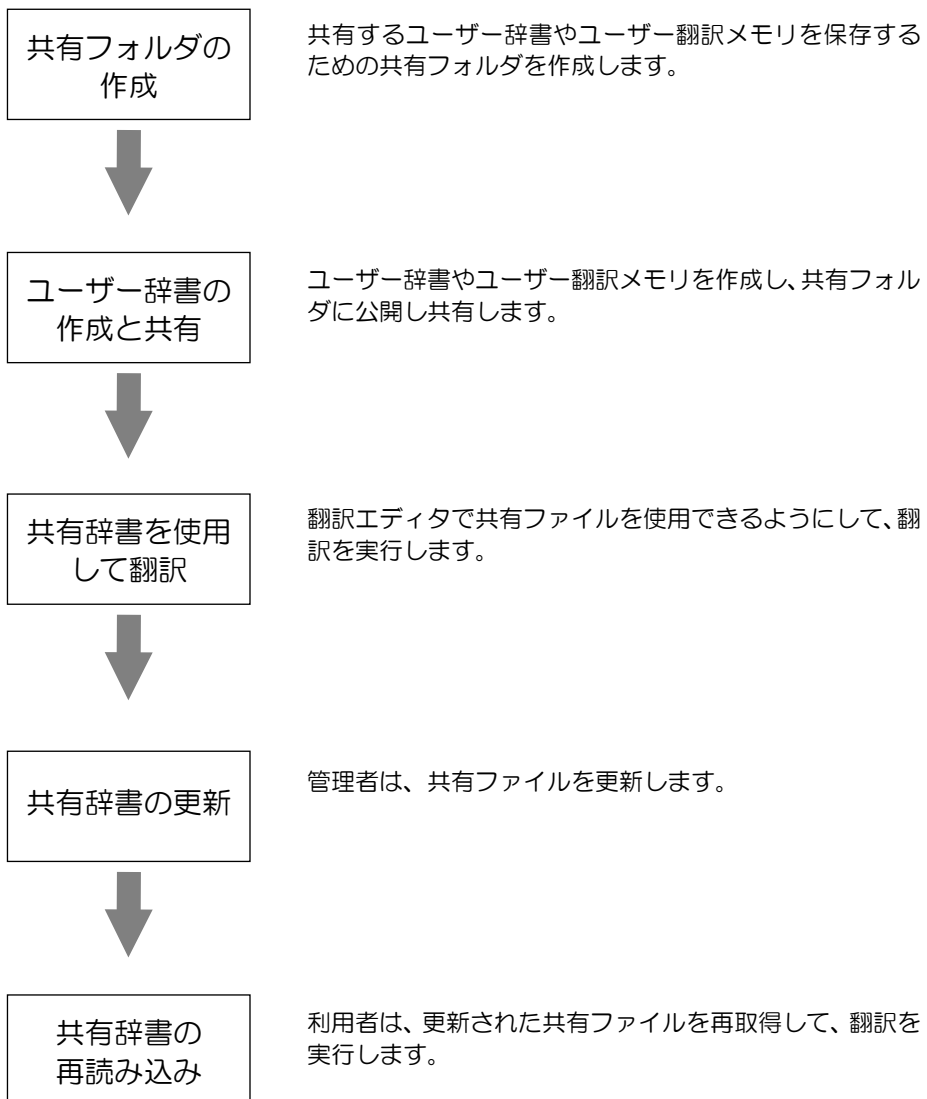 共有フォルダの
作成
共有するユーザー辞書やユーザー翻訳メモリを保存する
ための共有フォルダを作成します。
ユーザー辞書の
作成と共有
ユーザー辞書やユーザー翻訳メモリを作成し、共有フォル
ダに公開し共有します。
共有辞書を使用
して翻訳
翻訳エディタで共有ファイルを使用できるようにして、翻
訳を実行します。
共有辞書の更新
管理者は、共有ファイルを更新します。
共有辞書の
再読み込み
利用者は、更新された共有ファイルを再取得して、翻訳を
実行します。